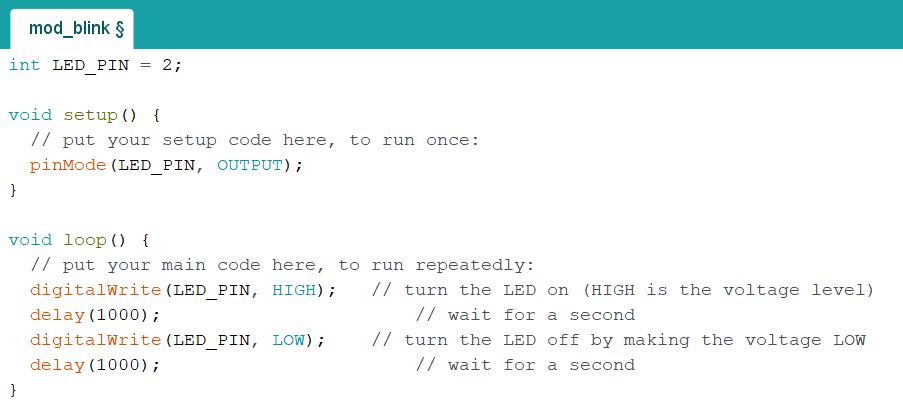 mod_blink §
int LED_PIN = 2;
void setup() {
  // put your setup code here, to run once:
  pinMode(LED_PIN, OUTPUT);
}
void loop() {
  // put your main code here, to run repeatedly:
  digitalWrite(LED_PIN, HIGH);   // turn the LED on (HIGH is the voltage level)
  delay(1000);                       // wait for a second
  digitalWrite(LED_PIN, LOW);    // turn the LED off by making the voltage LOW
  delay(1000);                       // wait for a second
}